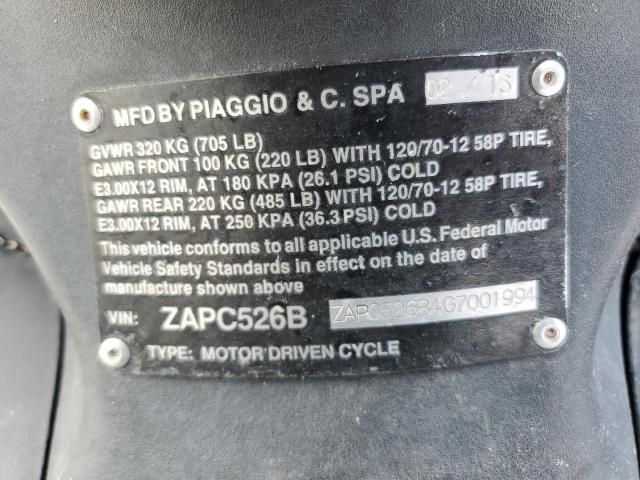 MFD BY PIAGGIO & C. SPA 02 / 16
GVWR 320 KG (705 LB)
GAWR FRONT 100 KG (220 LB) WITH 120/70-12 58P TIRE,
E3.00X12 RIM, AT 180 KPA (26.1 PSI) COLD
GAWR REAR 220 KG (485 LB) WITH 120/70-12 58P TIRE,
E3.00X12 RIM, AT 250 KPA (36.3 PSI) COLD
This vehicle conforms to all applicable U.S. Federal Motor
Vehicle Safety Standards in effect on the date of
manufacture shown above
VIN: ZAPC526B ZAPC526B4G7001994
TYPE: MOTOR DRIVEN CYCLE